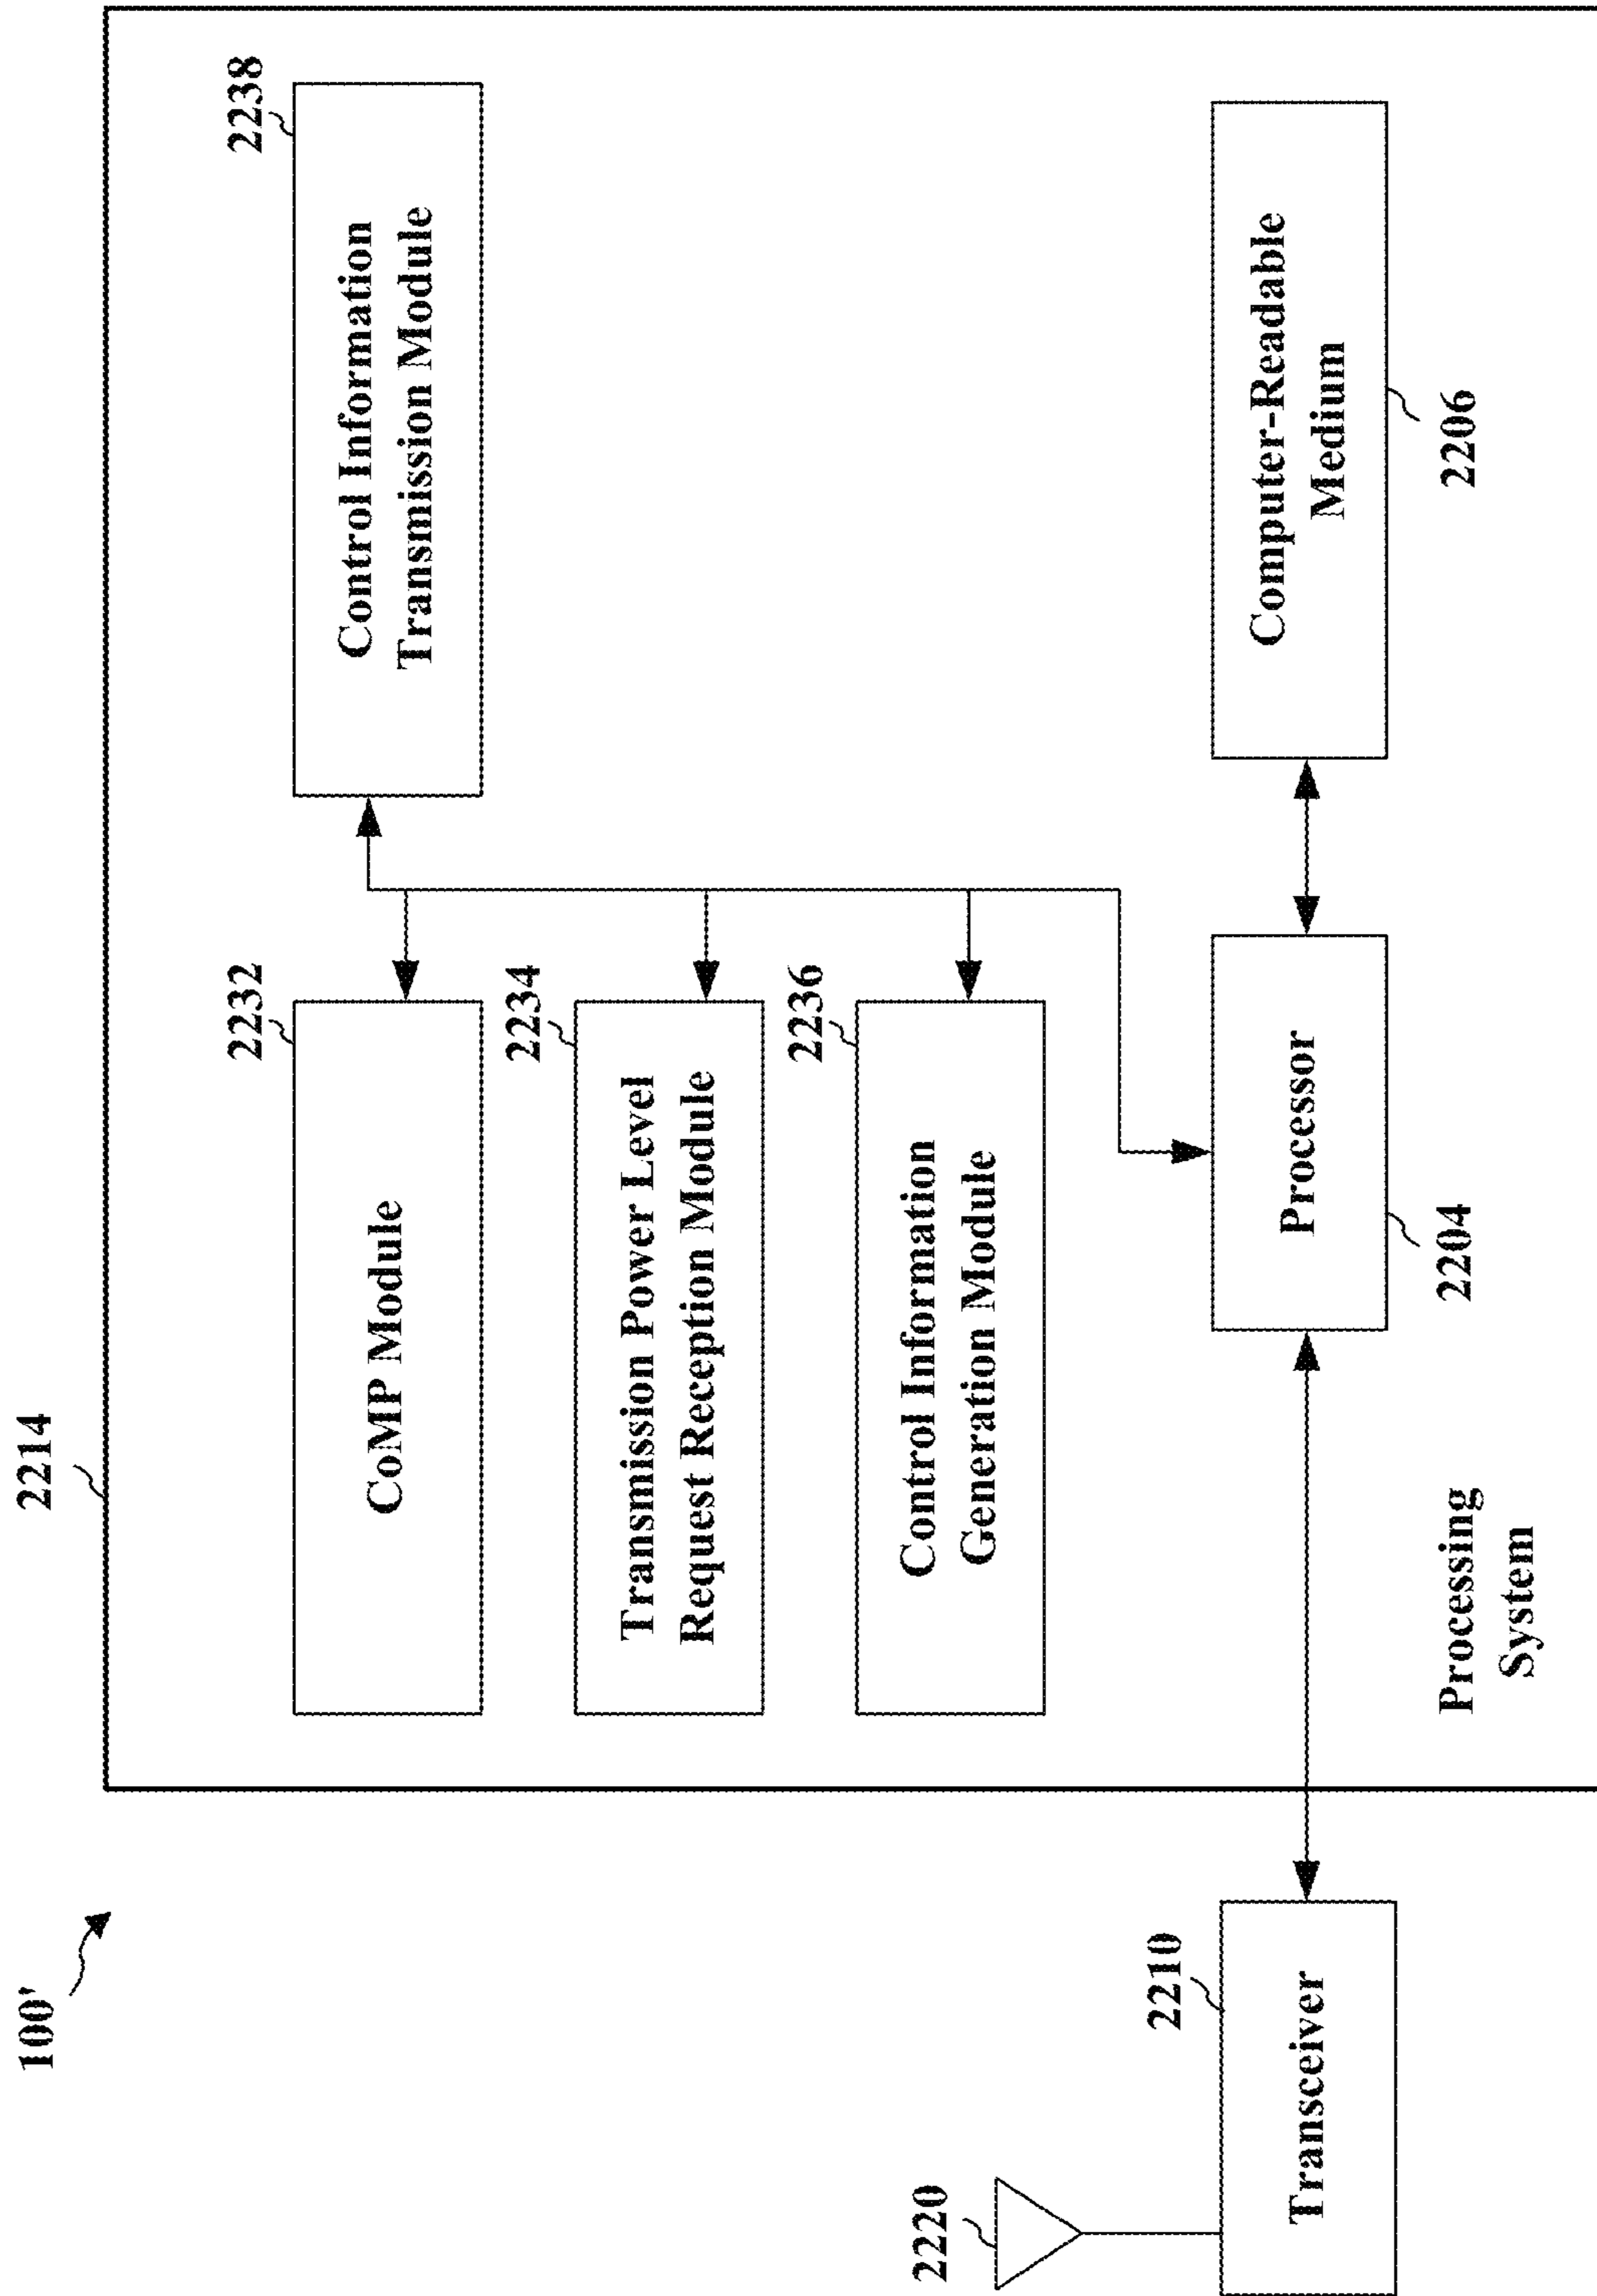 100'
2214
2232
CoMP Module
2238
Control Information
Transmission Module
2234
Transmission Power Level
Request Reception Module
2236
Control Information
Generation Module
2220
2210
Transceiver
Processor
2204
Computer-Readable
Medium
2206
Processing
System